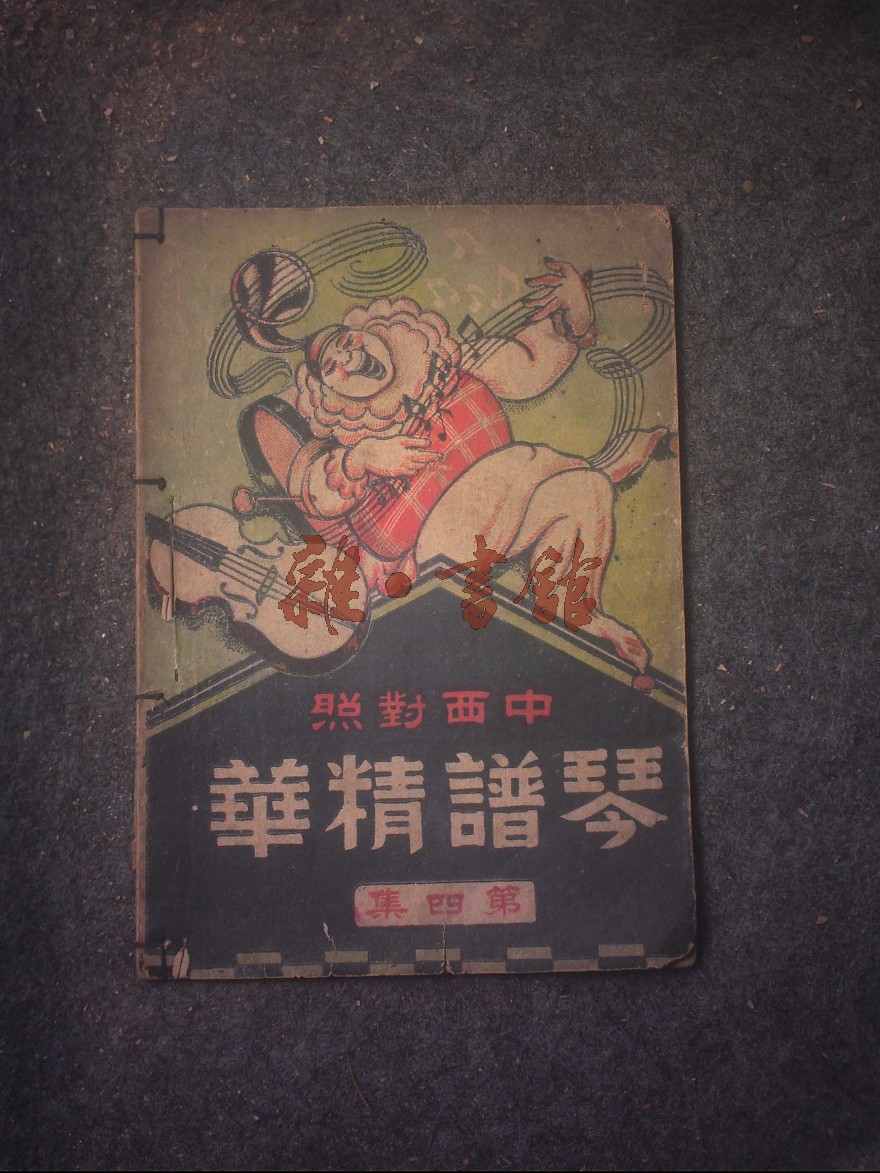 雜·書館
中西對照
琴譜精華
第四集